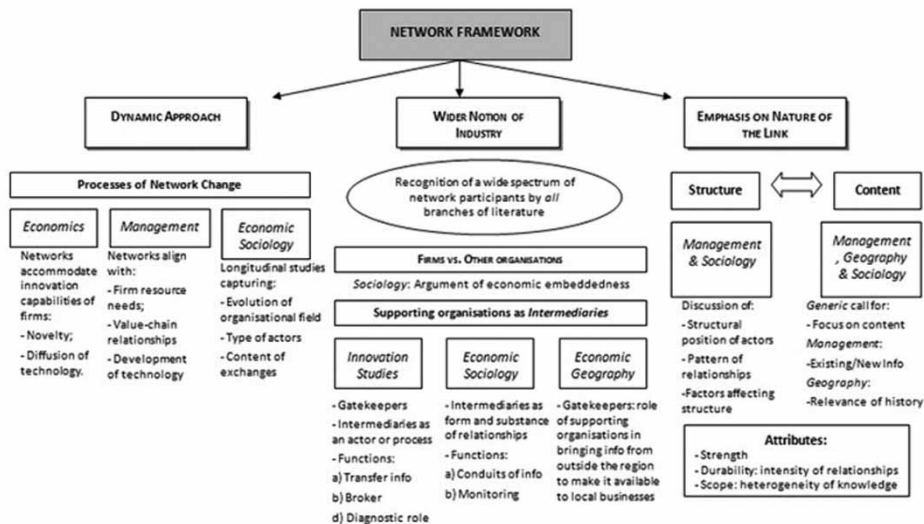 NETWORK FRAMEWORK
DYNAMIC APPROACH
Processes of Network Change
Economics
Networks
accommodate
innovation
capabilities of
firms:
- Novelty;
- Diffusion of
technology.
Management
Networks align
with:
- Firm resource
needs;
- Value-chain
relationships
- Development
of technology
Economic
Sociology
Longitudinal studies
capturing:
- Evolution of
organisational field
- Type of actors
- Content of
exchanges
WIDER NOTION OF
INDUSTRY
Recognition of a wide spectrum of
network participants by all
branches of literature
FIRMS VS. OTHER ORGANISATIONS
Sociology: Argument of economic embeddedness
Supporting organisations as Intermediaries
Innovation
Studies
- Gatekeepers
- Intermediaries as
an actor or process
- Functions:
a) Transfer info
b) Broker
d) Diagnostic role
Economic
Sociology
- Intermediaries as
form and substance
of relationships
- Functions:
a) Conduits of info
b) Monitoring
Economic
Geography
- Gatekeepers: role
of supporting
organisations in
bringing info from
outside the region
to make it available
to local businesses
EMPHASIS ON NATURE OF
THE LINK
Structure
Management
& Sociology
Discussion of:
- Structural
position of actors
- Pattern of
relationships
- Factors affecting
structure
Content
Management
, Geography
& Sociology
Generic call for:
- Focus on content
Management:
- Existing/New Info
Geography:
- Relevance of history
Attributes:
- Strength
- Durability: intensity of relationships
- Scope: heterogeneity of knowledge